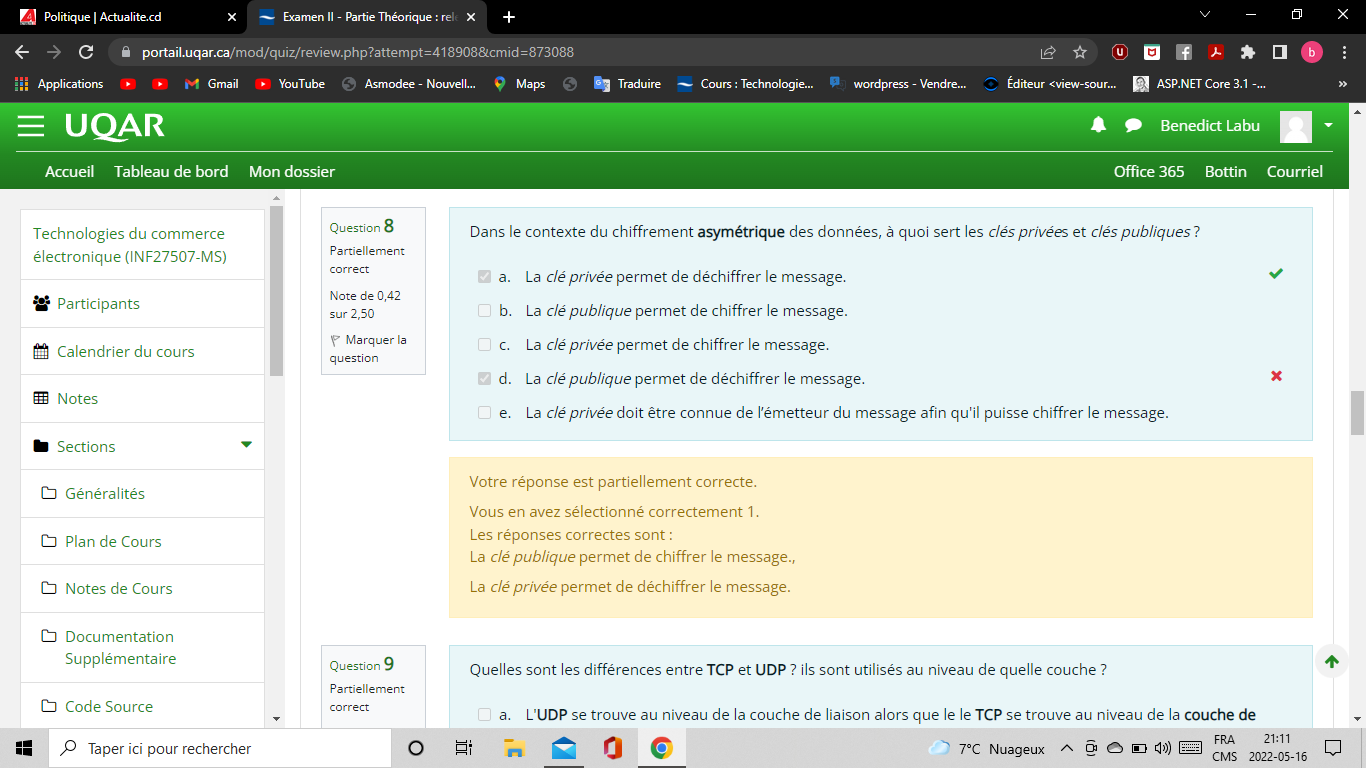 Politique | Actualite.cd
Examen II - Partie Théorique : rele
portail.uqar.ca/mod/quiz/review.php?attempt=418908&cmid=873088
b
Applications
Gmail
YouTube
Asmodee - Nouvell...
Maps
Traduire
Cours : Technologie...
wordpress - Vendre...
Éditeur <view-sour...
ASP.NET Core 3.1 -...
»
UQAR
Benedict Labu
Accueil Tableau de bord Mon dossier
Office 365 Bottin Courriel
Technologies du commerce
électronique (INF27507-MS)
Participants
Calendrier du cours
Notes
Sections
Généralités
Plan de Cours
Notes de Cours
Documentation
Supplémentaire
Code Source
Question 8
Partiellement
correct
Note de 0,42
sur 2,50
Marquer la
question
Dans le contexte du chiffrement asymétrique des données, à quoi sert les clés privées et clés publiques ?
a. La clé privée permet de déchiffrer le message.
b. La clé publique permet de chiffrer le message.
c. La clé privée permet de chiffrer le message.
d. La clé publique permet de déchiffrer le message.
e. La clé privée doit être connue de l’émetteur du message afin qu'il puisse chiffrer le message.
Votre réponse est partiellement correcte.
Vous en avez sélectionné correctement 1.
Les réponses correctes sont :
La clé publique permet de chiffrer le message.,
La clé privée permet de déchiffrer le message.
Question 9
Partiellement
correct
Quelles sont les différences entre TCP et UDP ? ils sont utilisés au niveau de quelle couche ?
a. L'UDP se trouve au niveau de la couche de liaison alors que le le TCP se trouve au niveau de la couche de
Taper ici pour rechercher
7°C Nuageux
FRA
CMS
21:11
2022-05-16